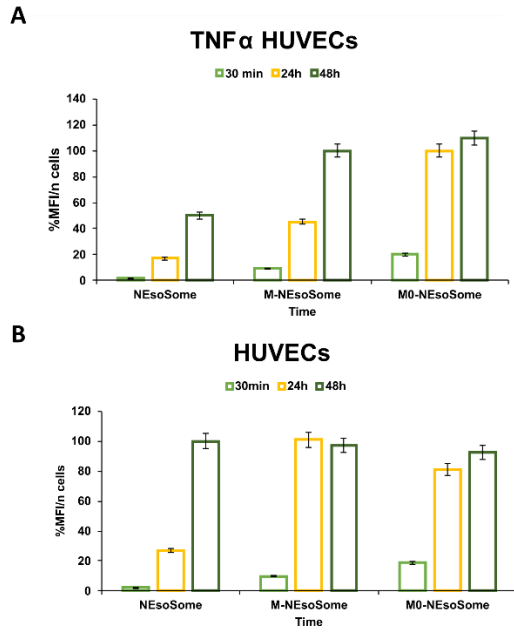 A
TNFα HUVECs
30 min 24h 48h
%MFI/n cells
140
120
100
80
60
40
20
0
NEsoSome M-NEsoSome M0-NEsoSome
Time
B
HUVECs
30min 24h 48h
%MFI/n cells
120
100
80
60
40
20
0
NEsoSome M-NEsoSome M0-NEsoSome
Time